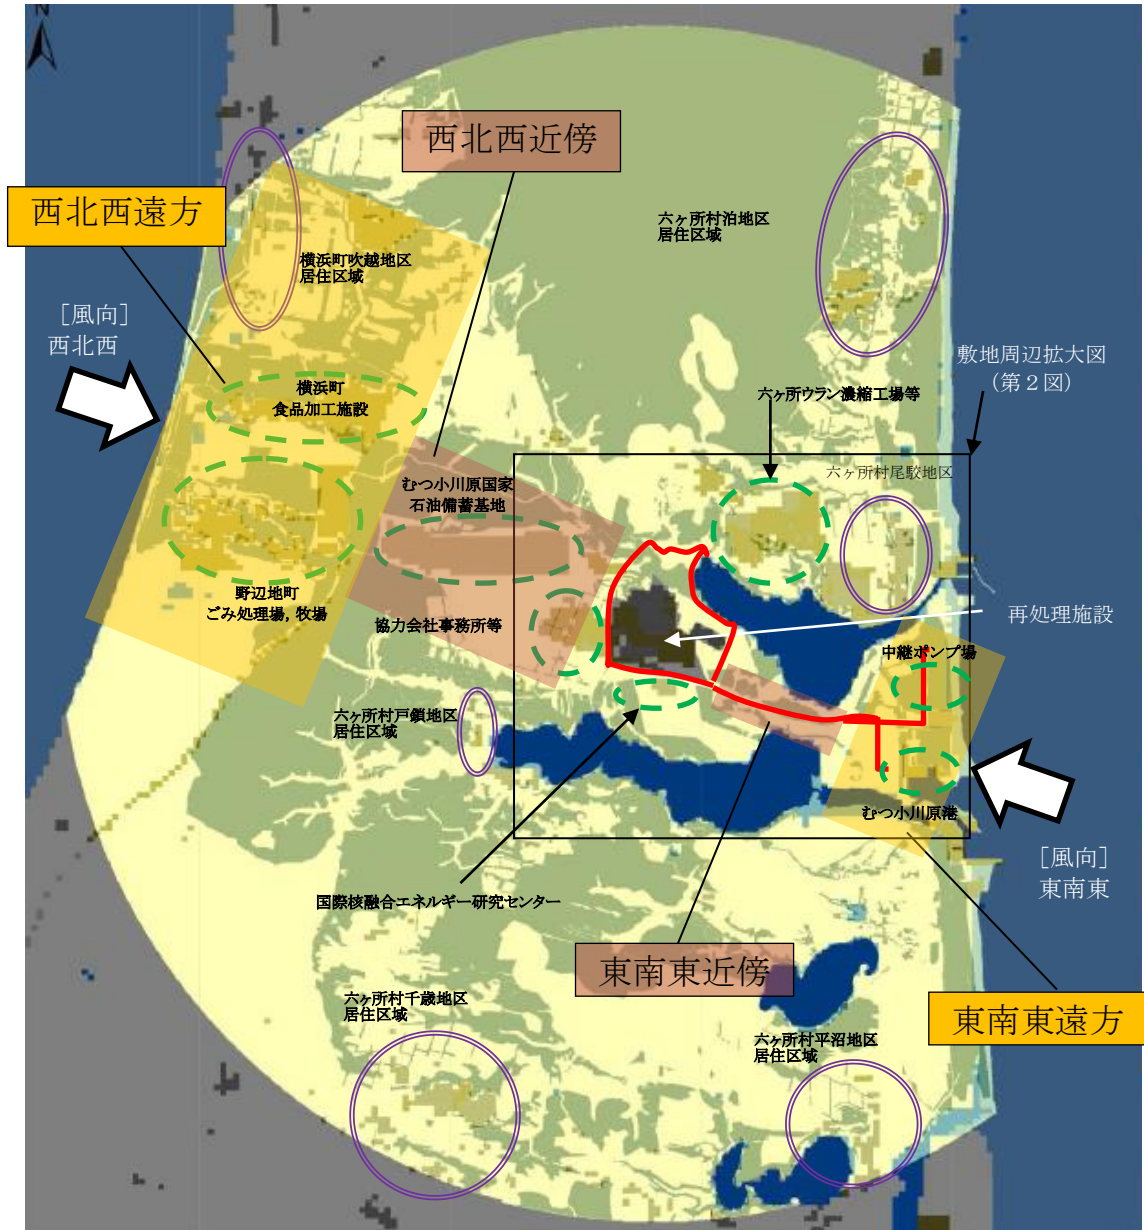 N
西北西近傍
西北西遠方
六ヶ所村泊地区
居住区域
横浜町吹越地区
居住区域
［風向］
西北西
敷地周辺拡大図
（第２図）
横浜町
食品加工施設
六ヶ所ウラン濃縮工場等
六ヶ所村尾駮地区
むつ小川原国家
石油備蓄基地
野辺地町
ごみ処理場，牧場
協力会社事務所等
再処理施設
中継ポンプ場
六ヶ所村戸鎖地区
居住区域
むつ小川原港
［風向］
東南東
国際核融合エネルギー研究センター
東南東近傍
六ヶ所村千歳地区
居住区域
東南東遠方
六ヶ所村平沼地区
居住区域